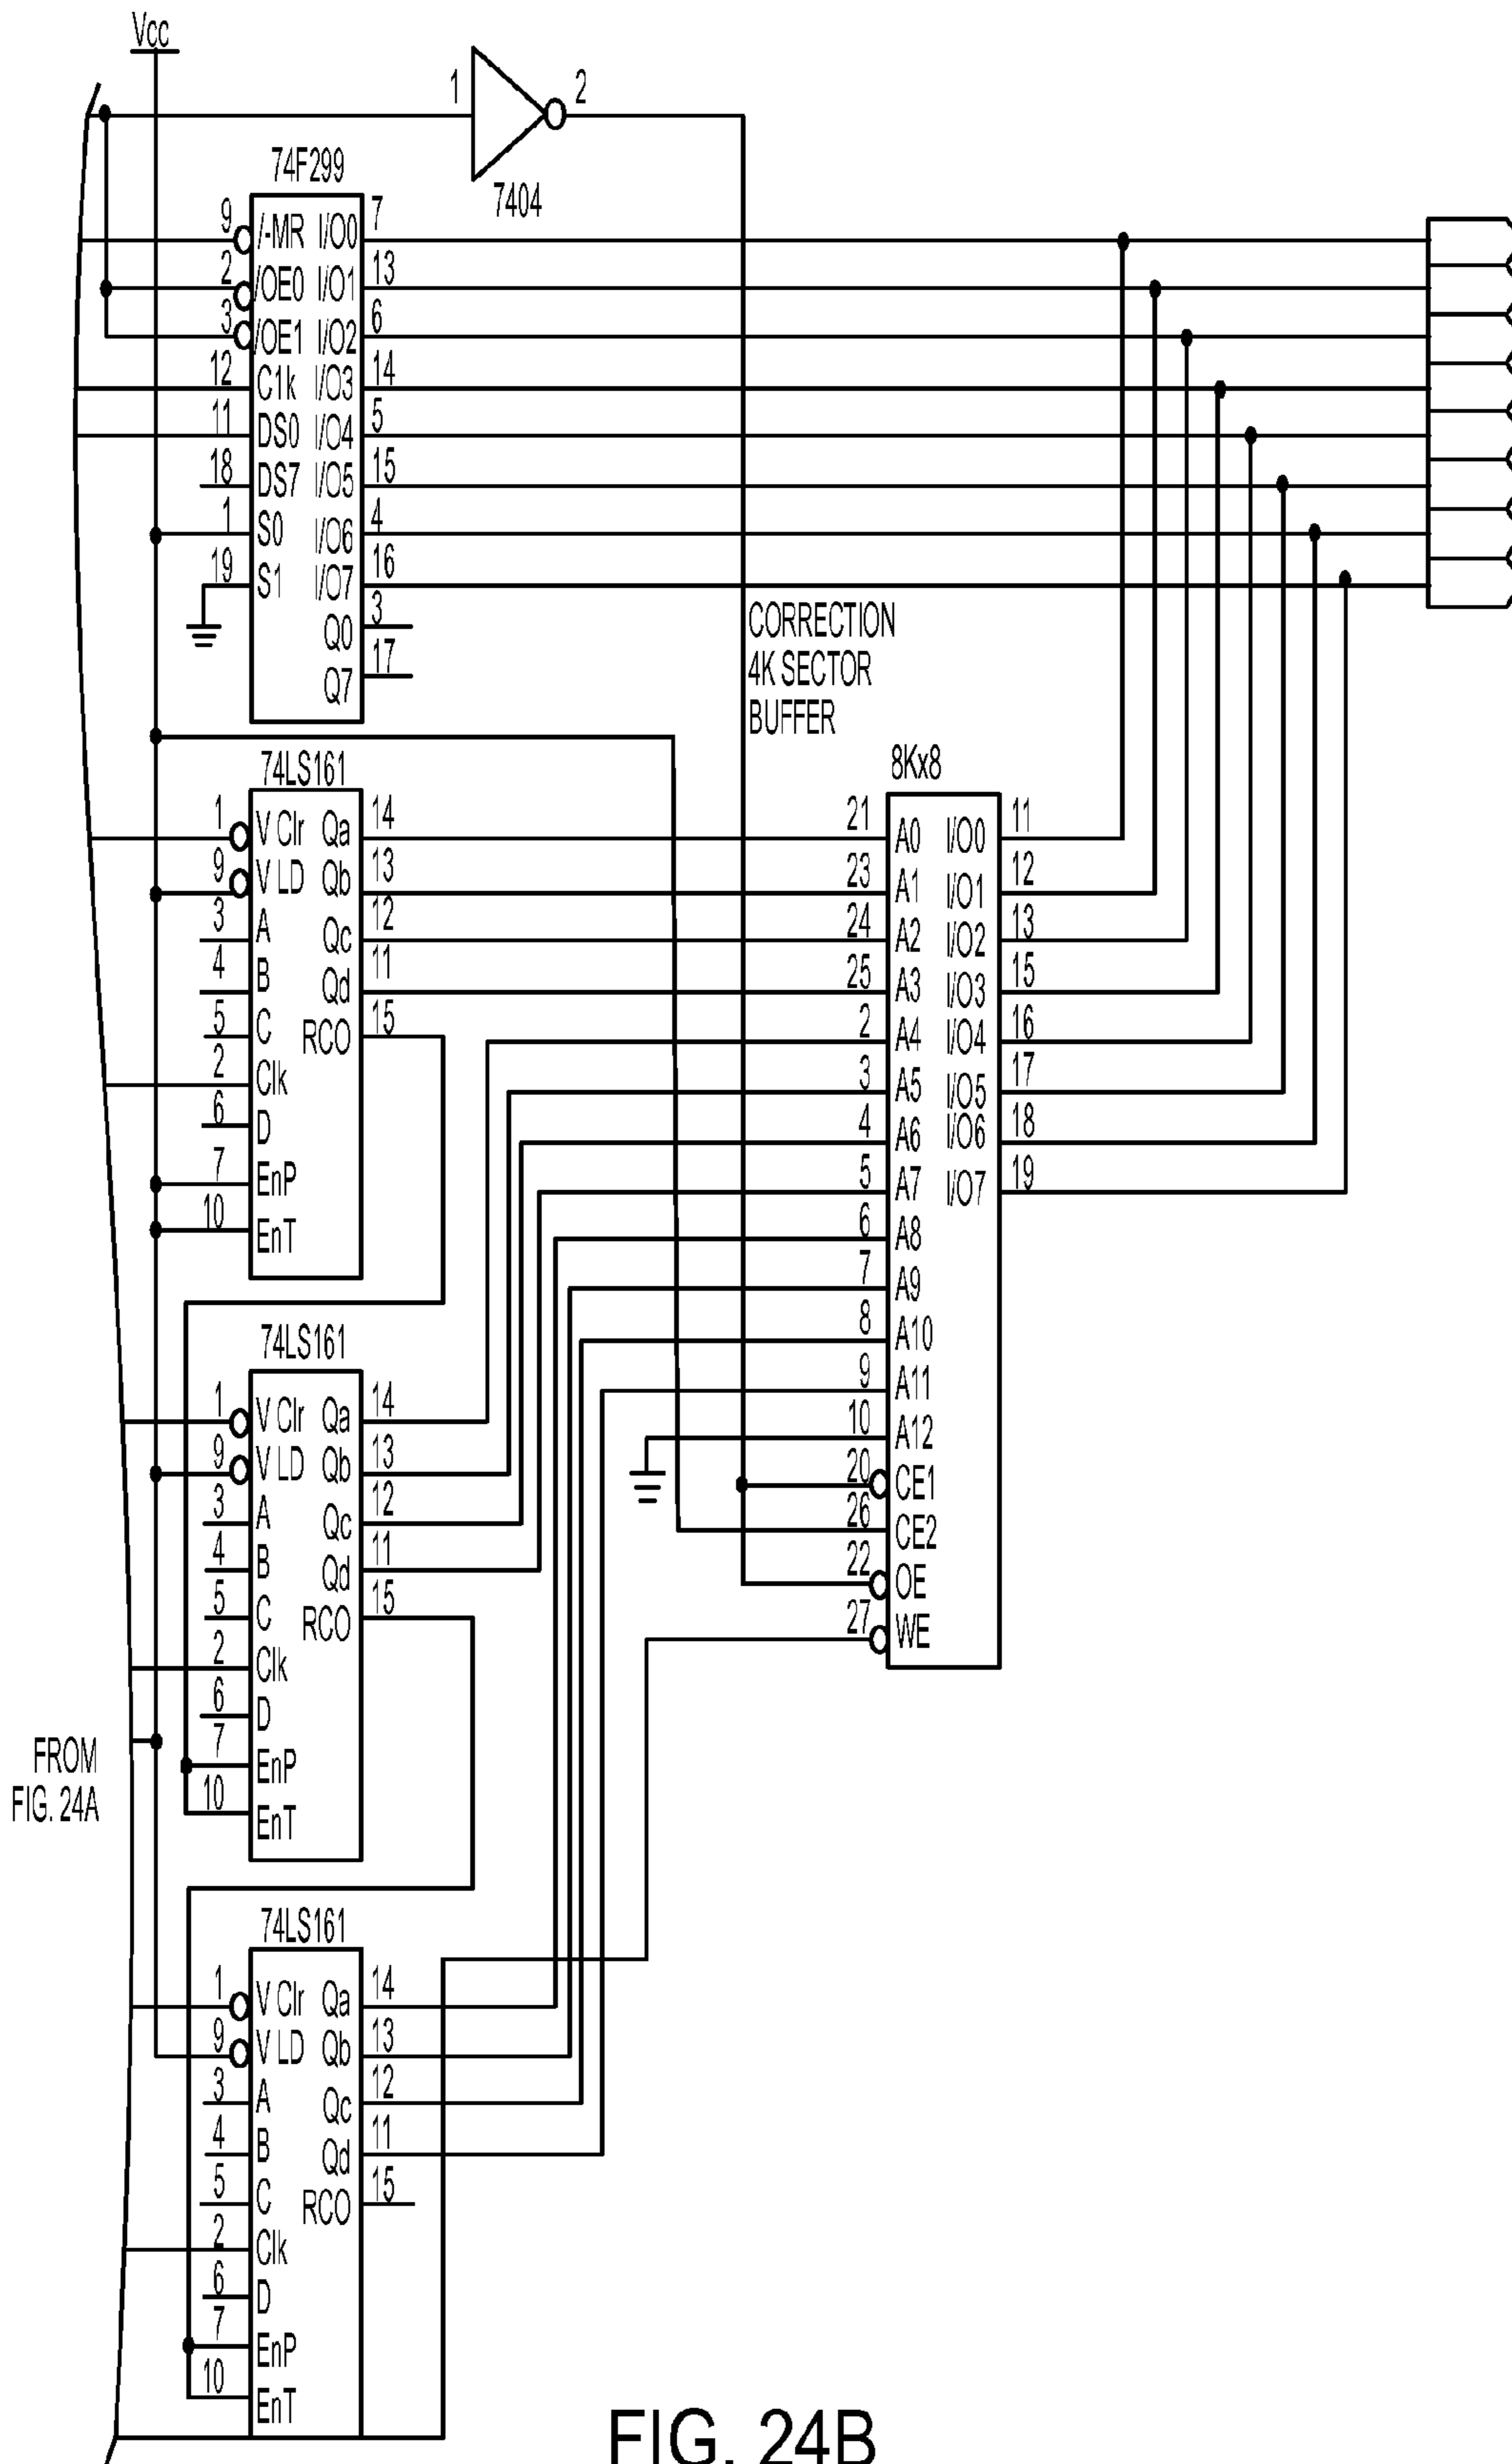 Vcc
1 2
7404
74F299
9 /-MR I/O0 7
2 /OE0 I/O1 13
3 /OE1 I/O2 6
12 C1k I/O3 14
11 DS0 I/O4 5
18 DS7 I/O5 15
1 S0 I/O6 4
19 S1 I/O7 16
Q0 3
Q7 17
CORRECTION
4K SECTOR
BUFFER
74LS161
1 V Clr Qa 14
9 V LD Qb 13
3 A Qc 12
4 B Qd 11
5 C RCO 15
2 Clk
6 D
7 EnP
10 EnT
8Kx8
21 A0 I/O0 11
23 A1 I/O1 12
24 A2 I/O2 13
25 A3 I/O3 15
2 A4 I/O4 16
3 A5 I/O5 17
4 A6 I/O6 18
5 A7 I/O7 19
6 A8
7 A9
8 A10
9 A11
10 A12
20 CE1
26 CE2
22 OE
27 WE
74LS161
1 V Clr Qa 14
9 V LD Qb 13
3 A Qc 12
4 B Qd 11
5 C RCO 15
2 Clk
6 D
7 EnP
10 EnT
FROM
FIG. 24A
74LS161
1 V Clr Qa 14
9 V LD Qb 13
3 A Qc 12
4 B Qd 11
5 C RCO 15
2 Clk
6 D
7 EnP
10 EnT
FIG. 24B